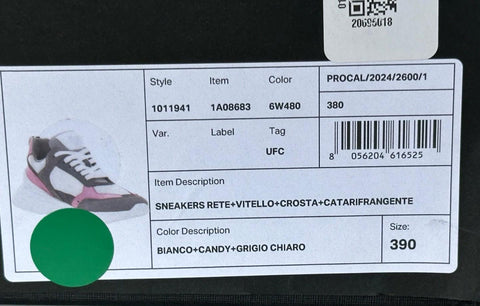 01
20695018
Style Item Color PROCAL/2024/2600/1
1011941 1A08683 6W480 380
Var. Label Tag
UFC
8 056204 616525
Item Description
SNEAKERS RETE+VITELLO+CROSTA+CATARIFRANGENTE
Color Description Size:
BIANCO+CANDY+GRIGIO CHIARO 390